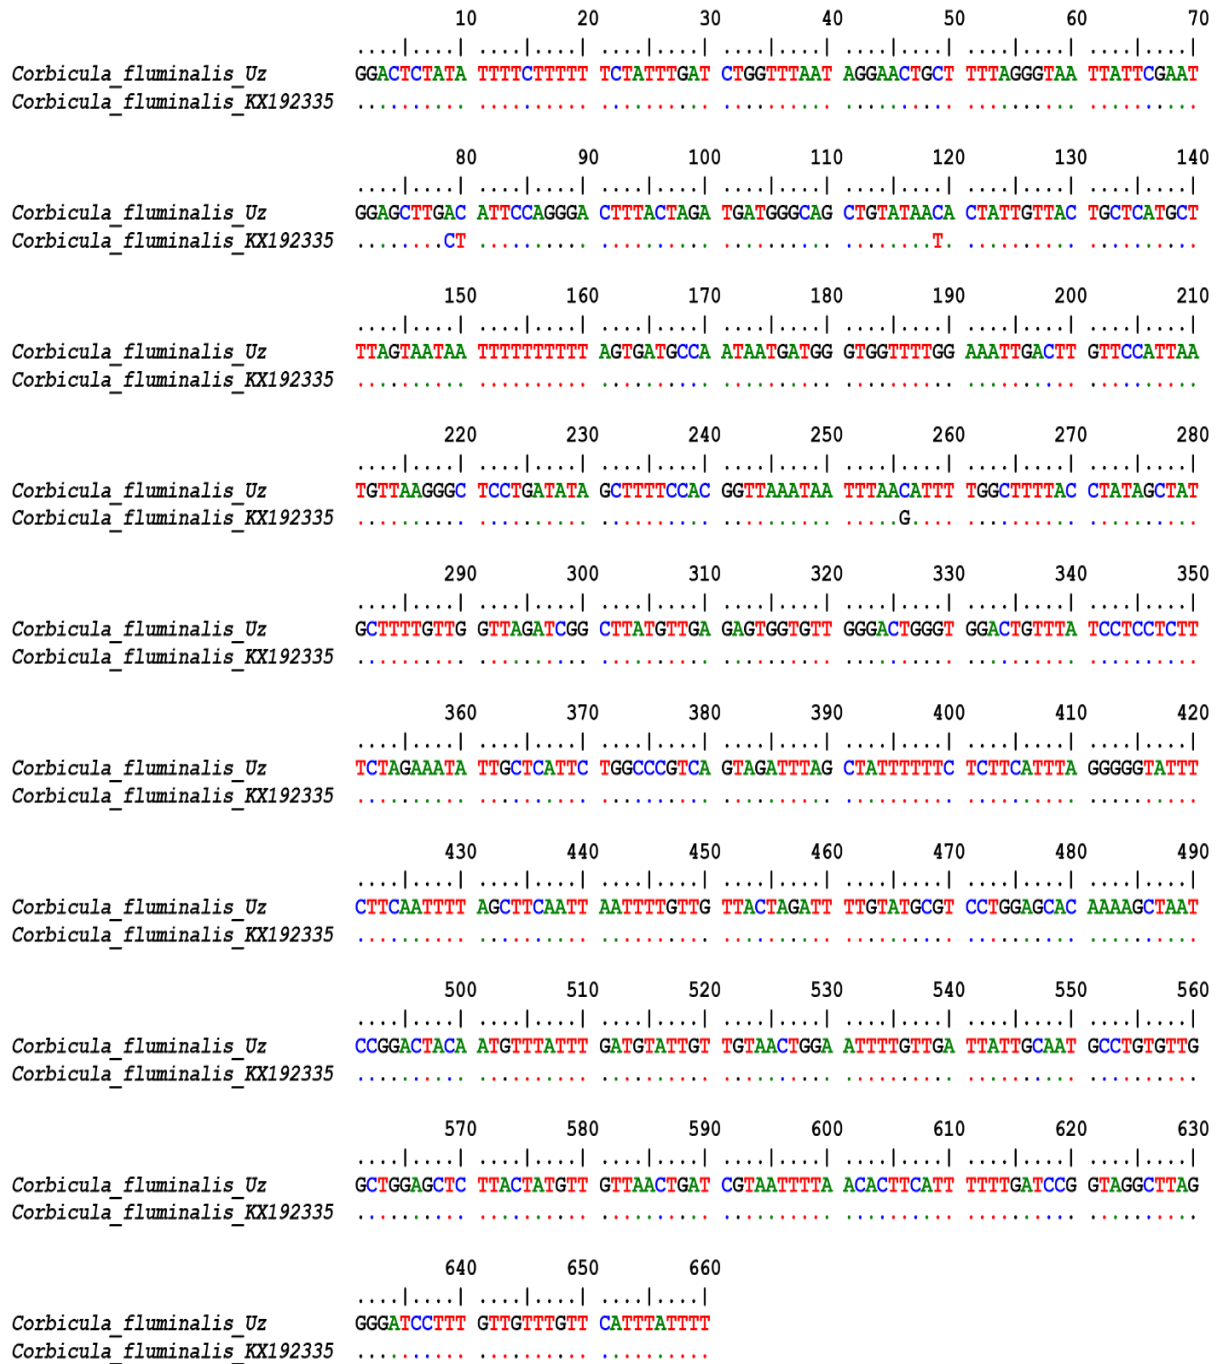 10 20 30 40 50 60 70
....|....| ....|....| ....|....| ....|....| ....|....| ....|....| ....|....|
Corbicula_fluminalis_Uz GGACTCTATA TTTTCTTTTT TCTATTTGAT CTGGTTTAAT AGGAACTGCT TTTAGGGTAA TTATTCGAAT
Corbicula_fluminalis_KX192335 .......... .......... .......... .......... .......... .......... ..........
80 90 100 110 120 130 140
....|....| ....|....| ....|....| ....|....| ....|....| ....|....| ....|....|
Corbicula_fluminalis_Uz GGAGCTTGAC ATTCCAGGGA CTTTACTAGA TGATGGGCAG CTGTATAACA CTATTGTTAC TGCTCATGCT
Corbicula_fluminalis_KX192335 ........CT .......... .......... .......... ........T. .......... ..........
150 160 170 180 190 200 210
....|....| ....|....| ....|....| ....|....| ....|....| ....|....| ....|....|
Corbicula_fluminalis_Uz TTAGTAATAA TTTTTTTTTT AGTGATGCCA ATAATGATGG GTGGTTTTGG AAATTGACTT GTTCCATTAA
Corbicula_fluminalis_KX192335 .......... .......... .......... .......... .......... .......... ..........
220 230 240 250 260 270 280
....|....| ....|....| ....|....| ....|....| ....|....| ....|....| ....|....|
Corbicula_fluminalis_Uz TGTTAAGGGC TCCTGATATA GCTTTTCCAC GGTTAAATAA TTTAACATTT TGGCTTTTAC CTATAGCTAT
Corbicula_fluminalis_KX192335 .......... .......... .......... .......... .....G.... .......... ..........
290 300 310 320 330 340 350
....|....| ....|....| ....|....| ....|....| ....|....| ....|....| ....|....|
Corbicula_fluminalis_Uz GCTTTTGTTG GTTAGATCGG CTTATGTTGA GAGTGGTGTT GGGACTGGGT GGACTGTTTA TCCTCCTCTT
Corbicula_fluminalis_KX192335 .......... .......... .......... .......... .......... .......... ..........
360 370 380 390 400 410 420
....|....| ....|....| ....|....| ....|....| ....|....| ....|....| ....|....|
Corbicula_fluminalis_Uz TCTAGAAATA TTGCTCATTC TGGCCCGTCA GTAGATTTAG CTATTTTTTC TCTTCATTTA GGGGGTATTT
Corbicula_fluminalis_KX192335 .......... .......... .......... .......... .......... .......... ..........
430 440 450 460 470 480 490
....|....| ....|....| ....|....| ....|....| ....|....| ....|....| ....|....|
Corbicula_fluminalis_Uz CTTCAATTTT AGCTTCAATT AATTTTGTTG TTACTAGATT TTGTATGCGT CCTGGAGCAC AAAAGCTAAT
Corbicula_fluminalis_KX192335 .......... .......... .......... .......... .......... .......... ..........
500 510 520 530 540 550 560
....|....| ....|....| ....|....| ....|....| ....|....| ....|....| ....|....|
Corbicula_fluminalis_Uz CCGGACTACA ATGTTTATTT GATGTATTGT TGTAACTGGA ATTTTGTTGA TTATTGCAAT GCCTGTGTTG
Corbicula_fluminalis_KX192335 .......... .......... .......... .......... .......... .......... ..........
570 580 590 600 610 620 630
....|....| ....|....| ....|....| ....|....| ....|....| ....|....| ....|....|
Corbicula_fluminalis_Uz GCTGGAGCTC TTACTATGTT GTTAACTGAT CGTAATTTTA ACACTTCATT TTTTGATCCG GTAGGCTTAG
Corbicula_fluminalis_KX192335 .......... .......... .......... .......... .......... .......... ..........
640 650 660
....|....| ....|....| ....|....|
Corbicula_fluminalis_Uz GGGATCCTTT GTTGTTTGTT CATTTATTTT
Corbicula_fluminalis_KX192335 .......... .......... ..........